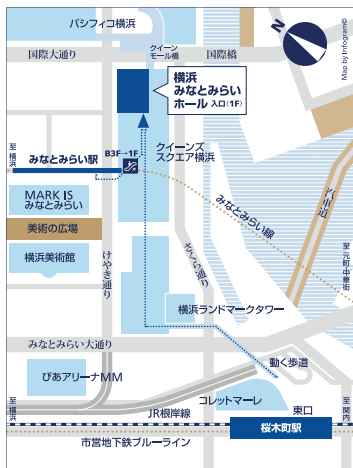 パシフィコ横浜
N
Map by Infogram©
国際大通り
クイーン
モール橋
国際橋
横浜
みなとみらい
ホール 入口(1F)
至横浜
みなとみらい駅
B3F→1F
クイーンズ
スクエア横浜
MARK IS
みなとみらい
美術の広場
横浜美術館
けやき通り
さくら通り
みなとみらい線
汽車道
至元町・中華街
横浜ランドマークタワー
みなとみらい大通り
動く歩道
ぴあアリーナMM
コレットマーレ
東口
至横浜
JR根岸線
桜木町駅
至関内
市営地下鉄ブルーライン